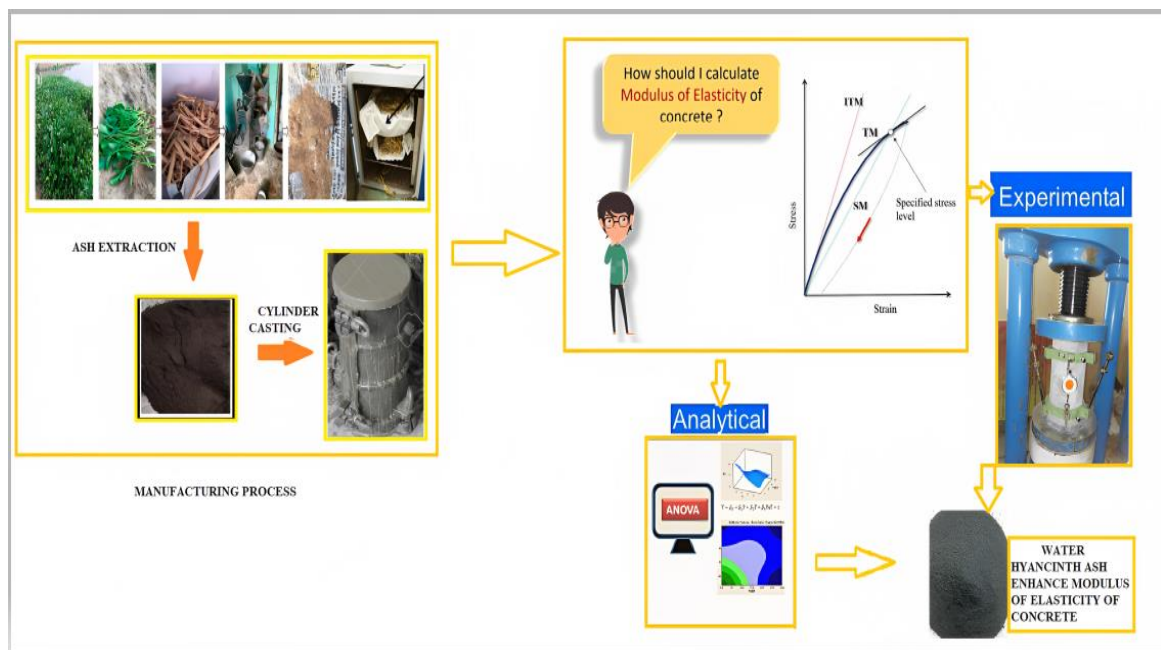 ASH EXTRACTION
CYLINDER
CASTING
MANUFACTURING PROCESS
How should I calculate
Modulus of Elasticity of
concrete ?
ITM
TM
SM
Specified stress
level
Stress
Strain
Experimental
Analytical
ANOVA
WATER
HYANCINTH ASH
ENHANCE MODULUS
OF ELASTICITY OF
CONCRETE